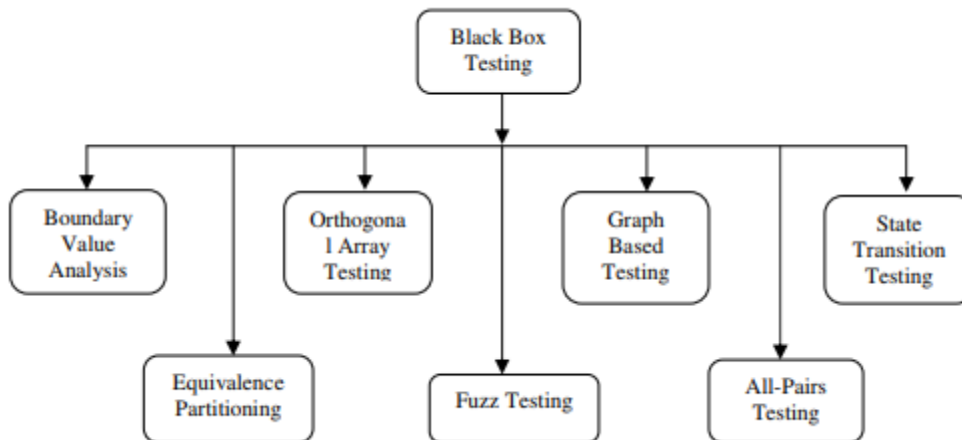 Black Box
Testing
Boundary
Value
Analysis
Orthogona
l Array
Testing
Graph
Based
Testing
State
Transition
Testing
Equivalence
Partitioning
Fuzz Testing
All-Pairs
Testing